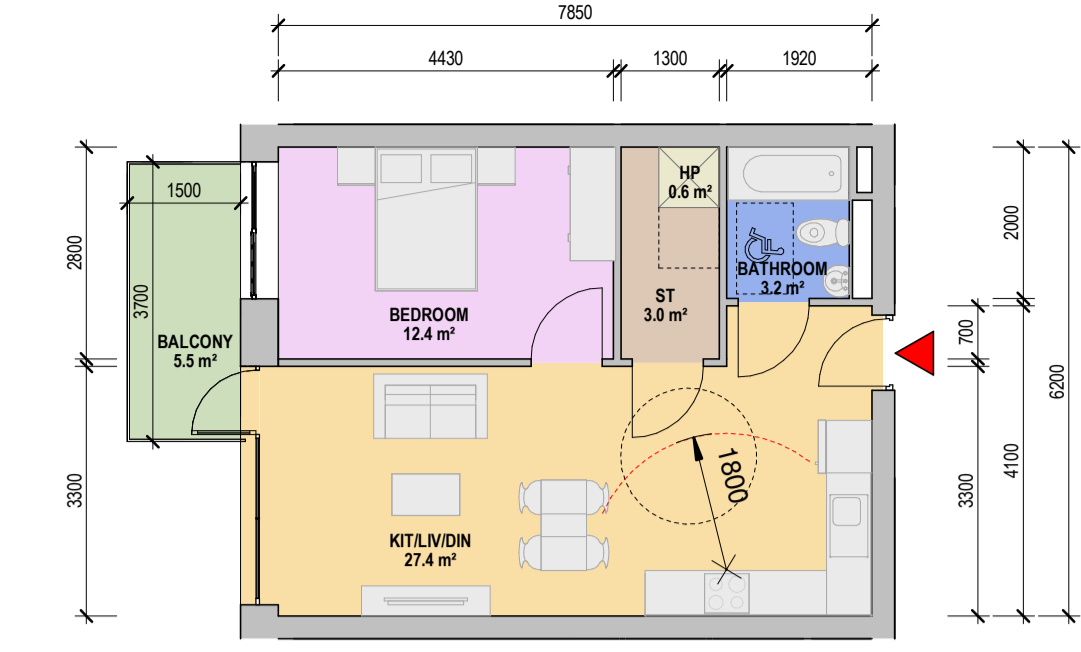 7850
4430
1300
1920
1500
2800
3700
3300
BALCONY
5.5 m²
BEDROOM
12.4 m²
HP
0.6 m²
ST
3.0 m²
BATHROOM
3.2 m²
KIT/LIV/DIN
27.4 m²
1800
2000
700
6200
4100
3300